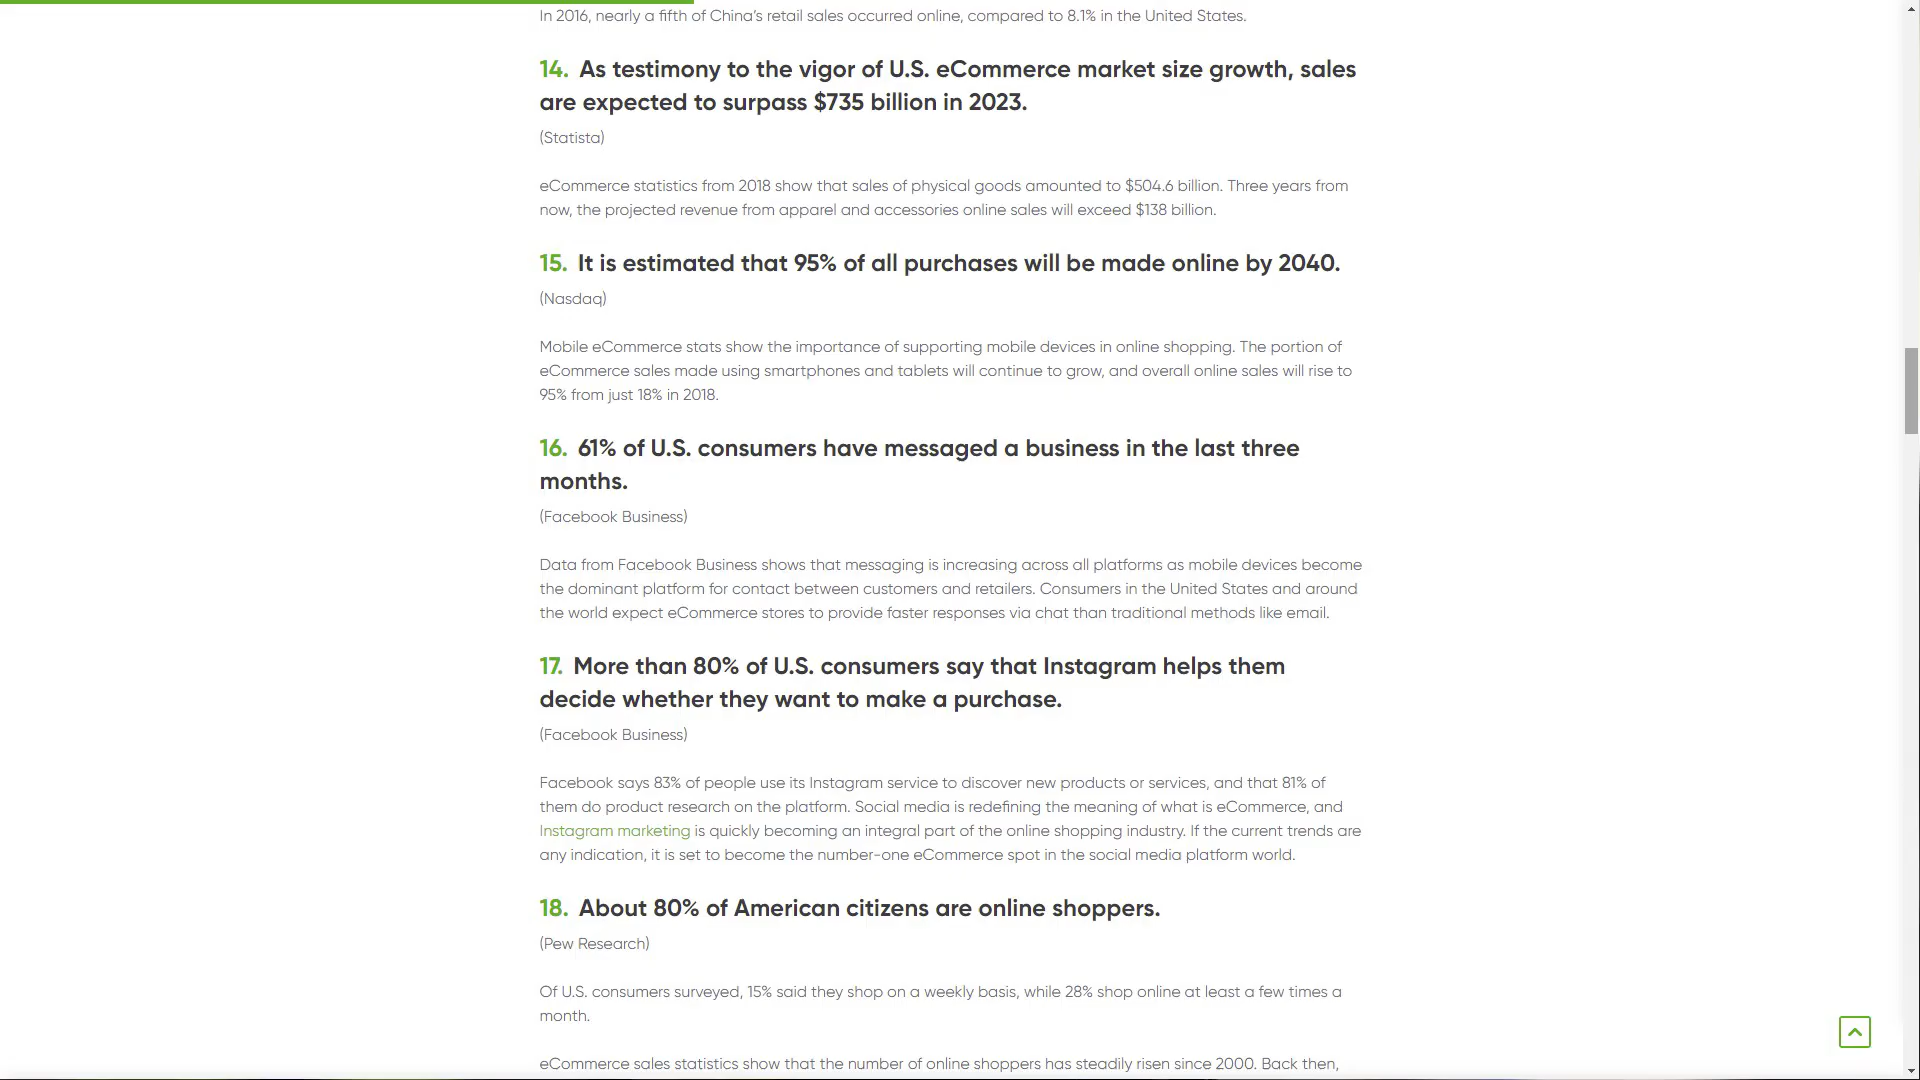 In 2016, nearly a fifth of China's retail sales occurred online, compared to 8.1% in the United States.
14. As testimony to the vigor of U.S. eCommerce market size growth, sales
are expected to surpass $735 billion in 2023.
(Statista)
eCommerce statistics from 2018 show that sales of physical goods amounted to $504.6 billion. Three years from
now, the projected revenue from apparel and accessories online sales will exceed $138 billion.
15. It is estimated that 95% of all purchases will be made online by 2040.
(Nasdaq)
Mobile eCommerce stats show the importance of supporting mobile devices in online shopping. The portion of
eCommerce sales made using smartphones and tablets will continue to grow, and overall online sales will rise to
95% from just 18% in 2018.
16. 61% of U.S. consumers have messaged a business in the last three
months.
(Facebook Business)
Data from Facebook Business shows that messaging is increasing across all platforms as mobile devices become
the dominant platform for contact between customers and retailers. Consumers in the United States and around
the world expect eCommerce stores to provide faster responses via chat than traditional methods like email.
17. More than 80% of U.S. consumers say that Instagram helps them
decide whether they want to make a purchase.
(Facebook Business)
Facebook says 83% of people use its Instagram service to discover new products or services, and that 81% of
them do product research on the platform. Social media is redefining the meaning of what is eCommerce, and
Instagram marketing is quickly becoming an integral part of the online shopping industry. If the current trends are
any indication, it is set to become the number-one eCommerce spot in the social media platform world.
18. About 80% of American citizens are online shoppers.
(Pew Research)
Of U.S. consumers surveyed, 15% said they shop on a weekly basis, while 28% shop online at least a few times a
month.
eCommerce sales statistics show that the number of online shoppers has steadily risen since 2000. Back then,